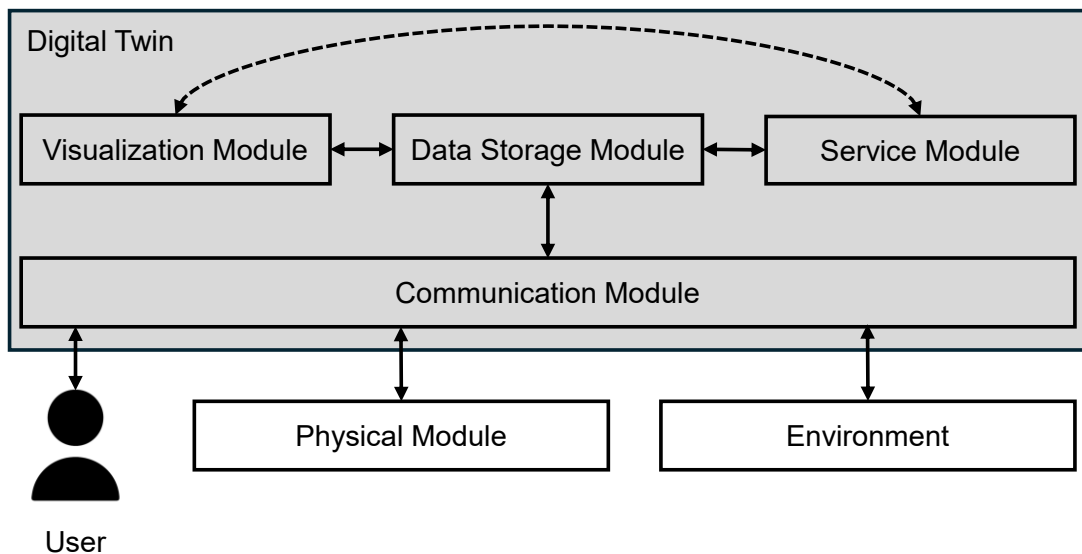 Digital Twin
Visualization Module
Data Storage Module
Service Module
Communication Module
Physical Module
Environment
User